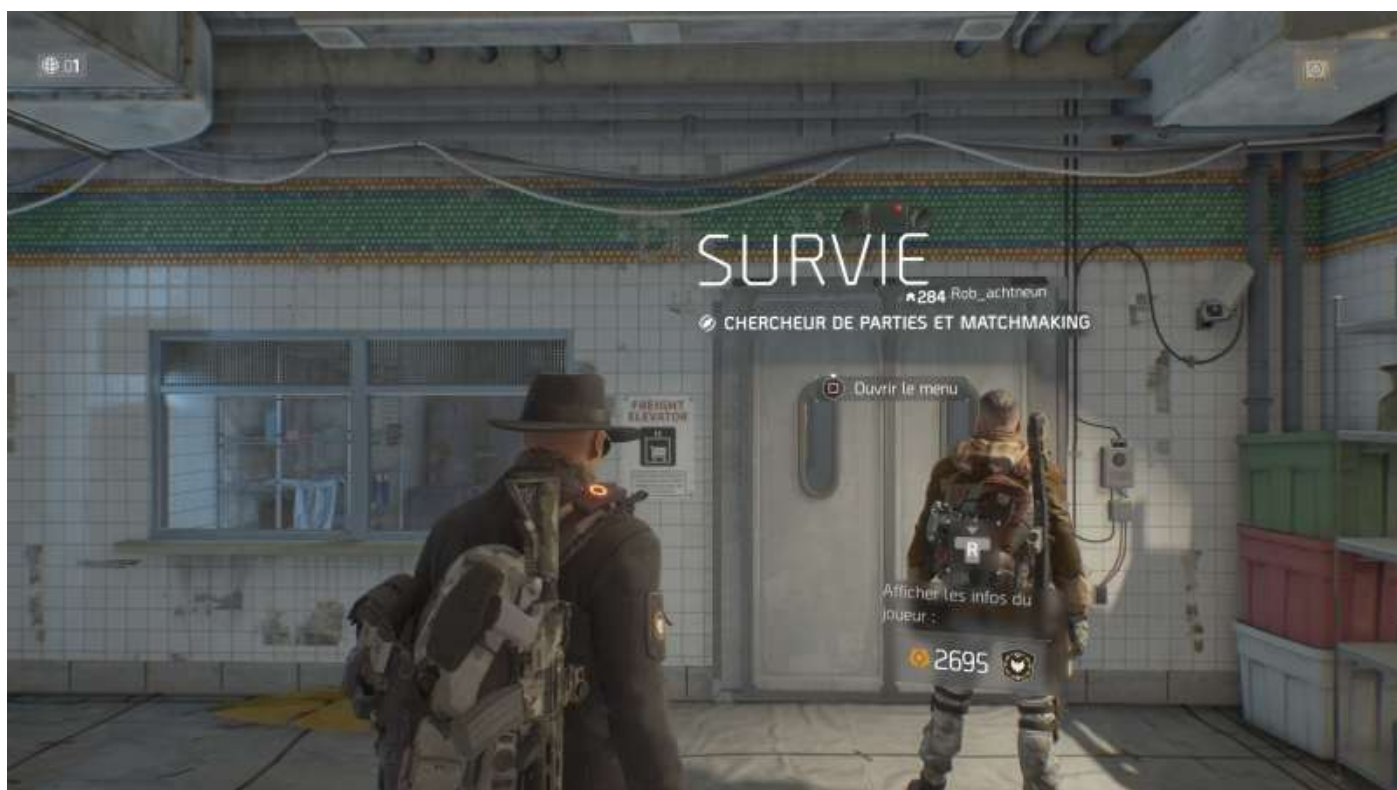 01
SURVIE
284 Rob_achtneun
CHERCHEUR DE PARTIES ET MATCHMAKING
Ouvrir le menu
FREIGHT
ELEVATOR
R
Afficher les infos du
joueur :
2695